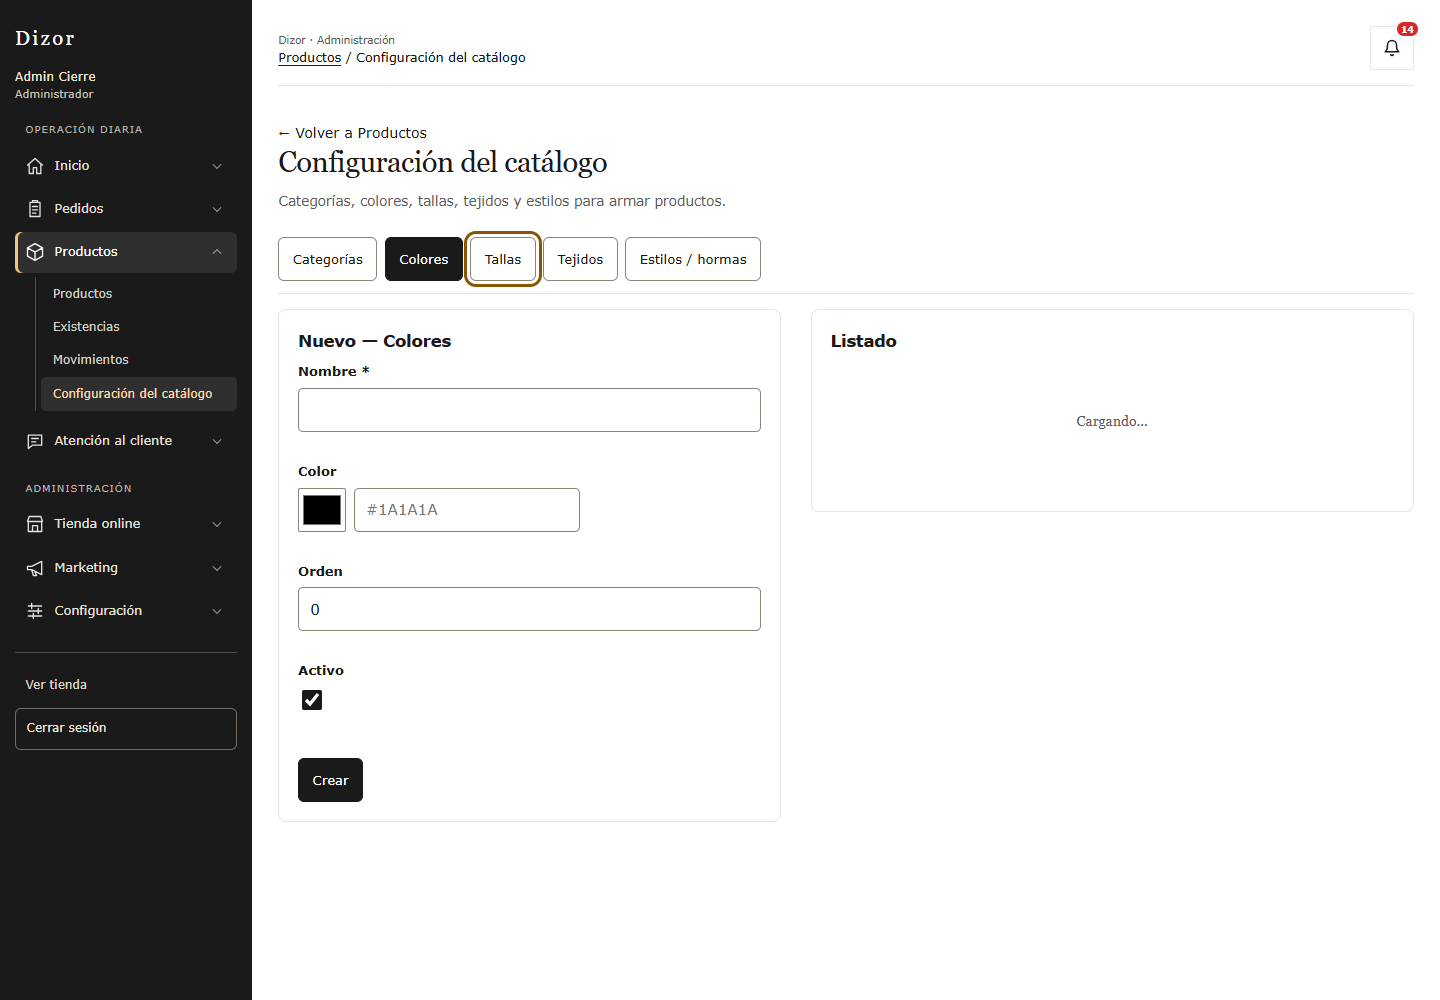 Dizor
Admin Cierre
Administrador
OPERACIÓN DIARIA
Inicio
Pedidos
Productos
Productos
Existencias
Movimientos
Configuración del catálogo
Atención al cliente
ADMINISTRACIÓN
Tienda online
Marketing
Configuración
Ver tienda
Cerrar sesión
Dizor · Administración
Productos / Configuración del catálogo
14
← Volver a Productos
Configuración del catálogo
Categorías, colores, tallas, tejidos y estilos para armar productos.
Categorías Colores Tallas Tejidos Estilos / hormas
Nuevo — Colores
Nombre *
Color
#1A1A1A
Orden
0
Activo
Crear
Listado
Cargando...